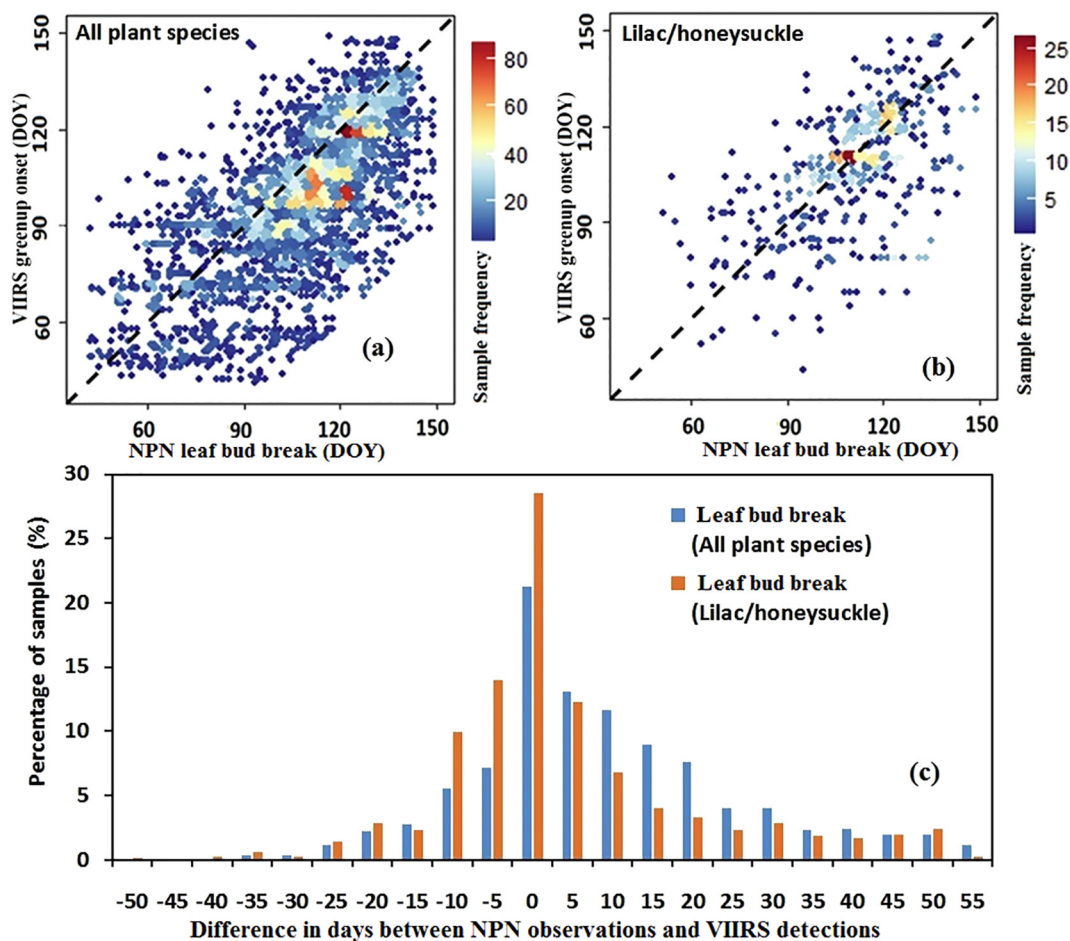 All plant species
150
120
90
60
VIIRS greenup onset (DOY)
(a)
60 90 120 150
NPN leaf bud break (DOY)
80
60
40
20
Sample frequency
Lilac/honeysuckle
150
120
90
60
VIIRS greenup onset (DOY)
(b)
60 90 120 150
NPN leaf bud break (DOY)
25
20
15
10
5
Sample frequency
30
25
20
15
10
5
0
Percentage of samples (%)
Leaf bud break
(All plant species)
Leaf bud break
(Lilac/honeysuckle)
(c)
-50 -45 -40 -35 -30 -25 -20 -15 -10 -5 0 5 10 15 20 25 30 35 40 45 50 55
Difference in days between NPN observations and VIIRS detections